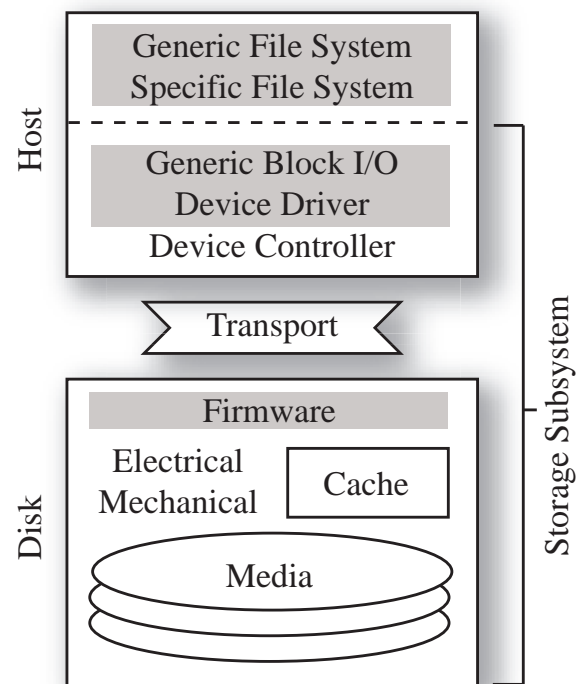 Host
Generic File System
Specific File System
Generic Block I/O
Device Driver
Device Controller
Transport
Storage Subsystem
Disk
Firmware
Electrical
Mechanical
Cache
Media